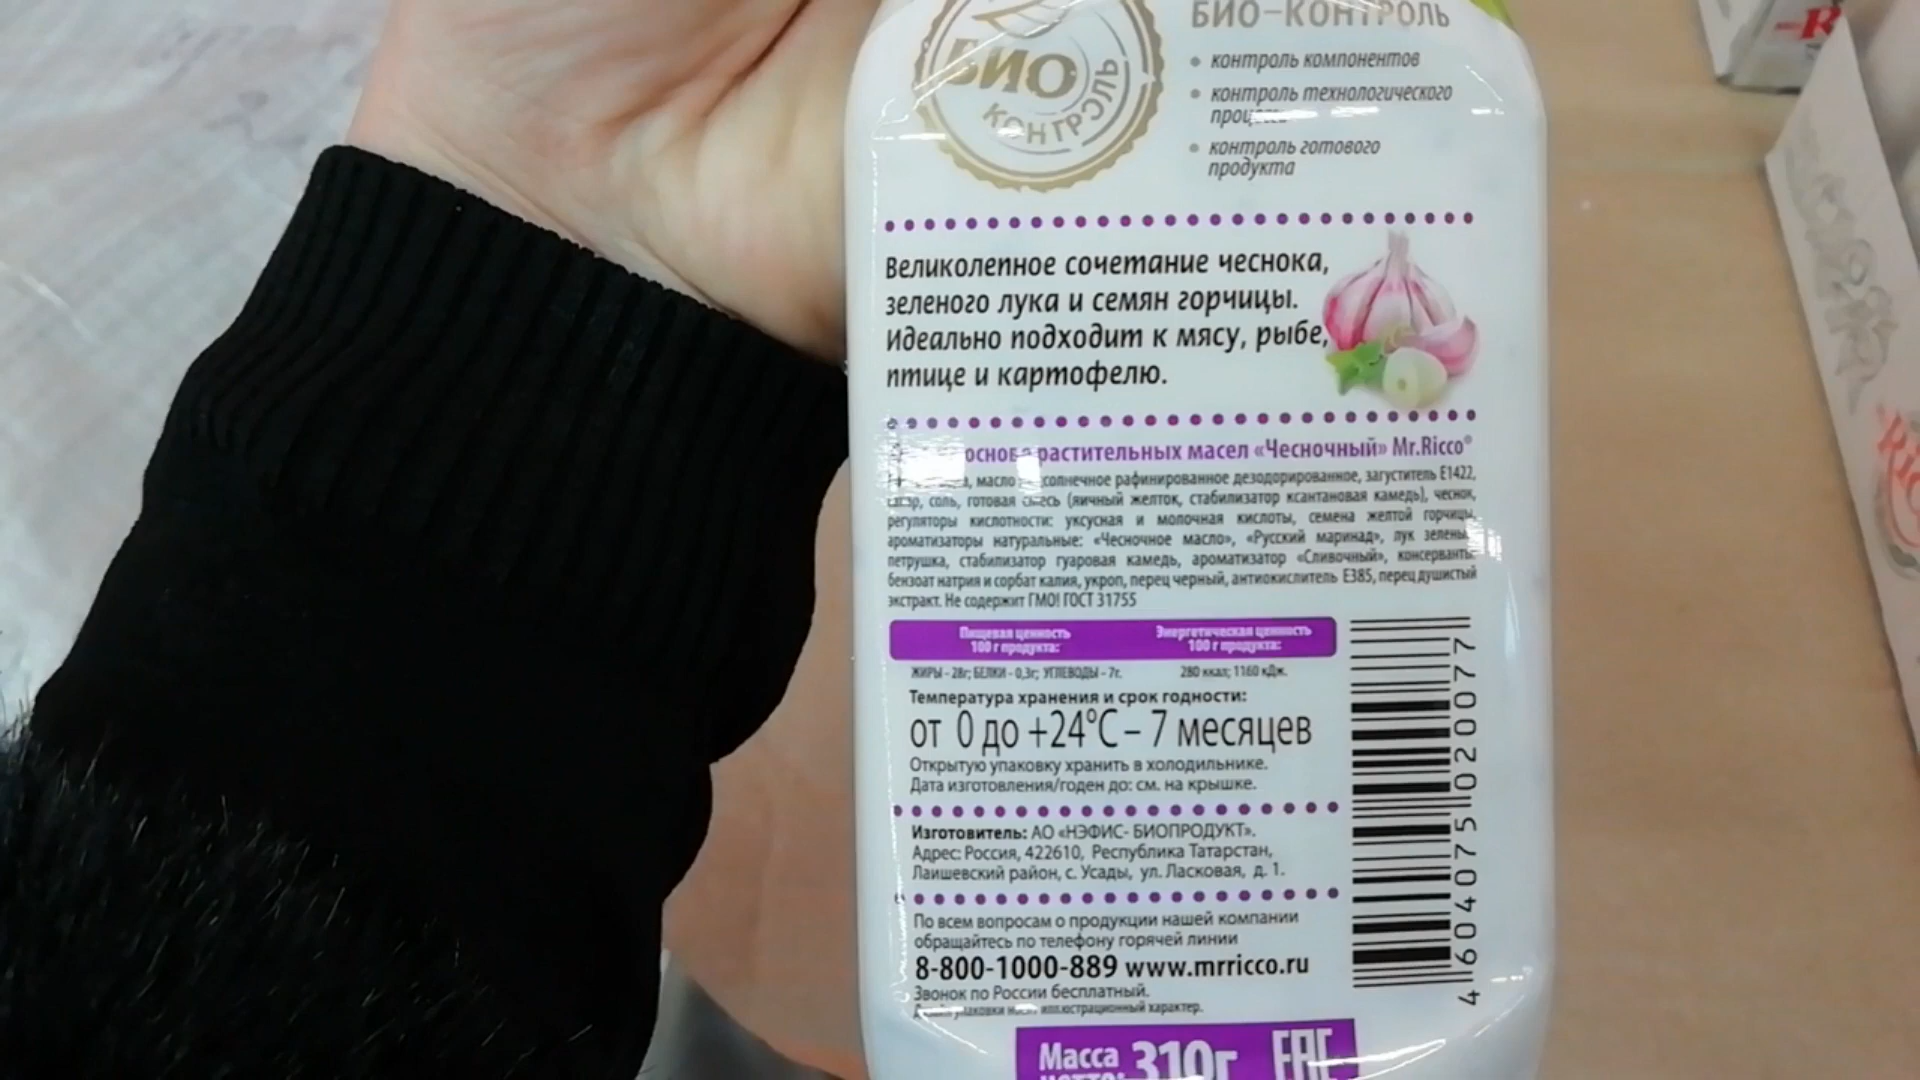 БИО-КОНТРОЛЬ
БИО
КОНТРОЛЬ
• контроль компонентов
• контроль технологического
процесса
• контроль готового
продукта
Великолепное сочетание чеснока,
зеленого лука и семян горчицы.
Идеально подходит к мясу, рыбе,
птице и картофелю.
основе растительных масел «Чесночный» Mr.Ricco®
масло подсолнечное рафинированное дезодорированное, загуститель Е1422,
сахар, соль, готовая смесь (яичный желток, стабилизатор ксантановая камедь), чеснок,
регуляторы кислотности: уксусная и молочная кислоты, семена желтой горчицы,
ароматизаторы натуральные: «Чесночное масло», «Русский маринад», лук зеленый,
петрушка, стабилизатор гуаровая камедь, ароматизатор «Сливочный», консерванты
бензоат натрия и сорбат калия, укроп, перец черный, антиокислитель Е385, перец душистый
экстракт. Не содержит ГМО! ГОСТ 31755
Пищевая ценность
100 г продукта:
Энергетическая ценность
100 г продукта:
ЖИРЫ - 28г; БЕЛКИ - 0,3г; УГЛЕВОДЫ - 7г.
280 ккал; 1160 кДж.
Температура хранения и срок годности:
от 0 до +24°С – 7 месяцев
Открытую упаковку хранить в холодильнике.
Дата изготовления/годен до: см. на крышке.
Изготовитель: АО «НЭФИС- БИОПРОДУКТ».
Адрес: Россия, 422610, Республика Татарстан,
Лаишевский район, с. Усады, ул. Ласковая, д. 1.
По всем вопросам о продукции нашей компании
обращайтесь по телефону горячей линии
8-800-1000-889 www.mrricco.ru
Звонок по России бесплатный.
Дизайн упаковки носит иллюстрационный характер.
Масса
нетто: 310г
EAC
4 604075 020077